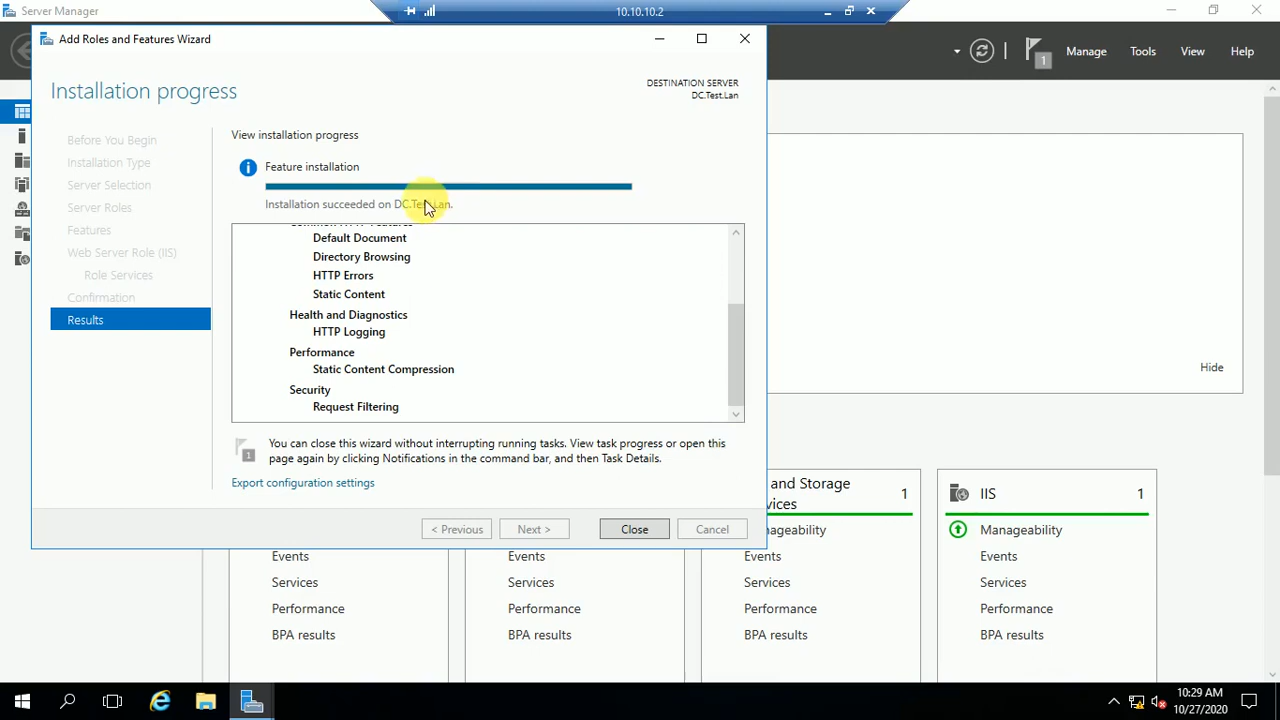 Server Manager
10.10.10.2
Add Roles and Features Wizard
1
Manage
Tools
View
Help
Installation progress
DESTINATION SERVER
DC.Test.Lan
Before You Begin
Installation Type
Server Selection
Server Roles
Features
Web Server Role (IIS)
Role Services
Confirmation
Results
View installation progress
Feature installation
Installation succeeded on DC.Test.Lan.
Common HTTP Features
Default Document
Directory Browsing
HTTP Errors
Static Content
Health and Diagnostics
HTTP Logging
Performance
Static Content Compression
Security
Request Filtering
1
You can close this wizard without interrupting running tasks. View task progress or open this
page again by clicking Notifications in the command bar, and then Task Details.
Export configuration settings
< Previous
Next >
Close
Cancel
Hide
Events
Services
Performance
BPA results
Events
Services
Performance
BPA results
and Storage
1
Events
Services
Performance
BPA results
IIS
1
Manageability
Events
Services
Performance
BPA results
10:29 AM
10/27/2020